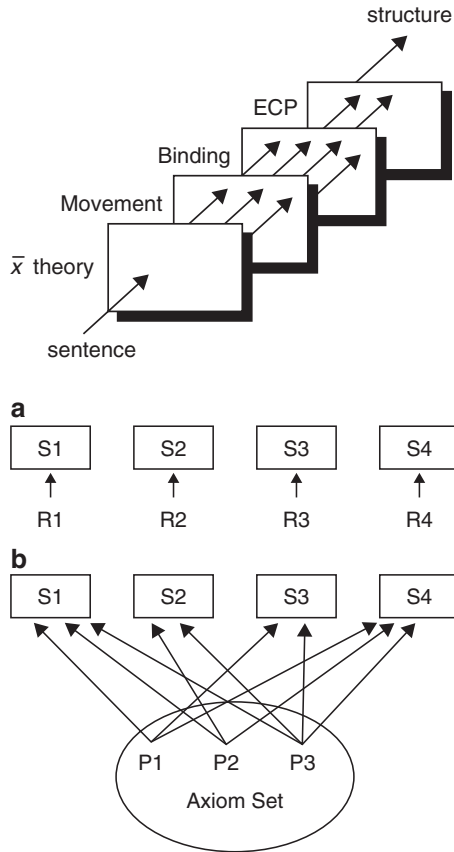 structure
ECP
Binding
Movement
x̄ theory
sentence
a
S1 S2 S3 S4
R1 R2 R3 R4
b
S1 S2 S3 S4
P1 P2 P3
Axiom Set